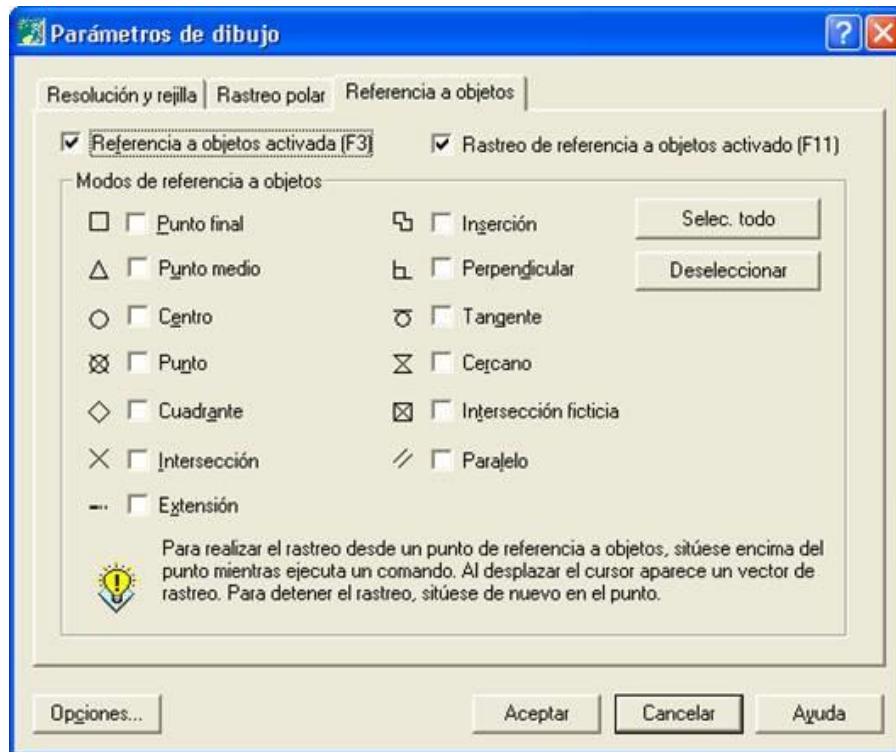 Parámetros de dibujo
Resolución y rejilla
Rastreo polar
Referencia a objetos
Referencia a objetos activada (F3)
Rastreo de referencia a objetos activado (F11)
Modos de referencia a objetos
Punto final
Inserción
Selec. todo
Punto medio
Perpendicular
Deseleccionar
Centro
Tangente
Punto
Cercano
Cuadrante
Intersección ficticia
Intersección
Paralelo
Extensión
Para realizar el rastreo desde un punto de referencia a objetos, sitúese encima del
punto mientras ejecuta un comando. Al desplazar el cursor aparece un vector de
rastreo. Para detener el rastreo, sitúese de nuevo en el punto.
Opciones...
Aceptar
Cancelar
Ayuda